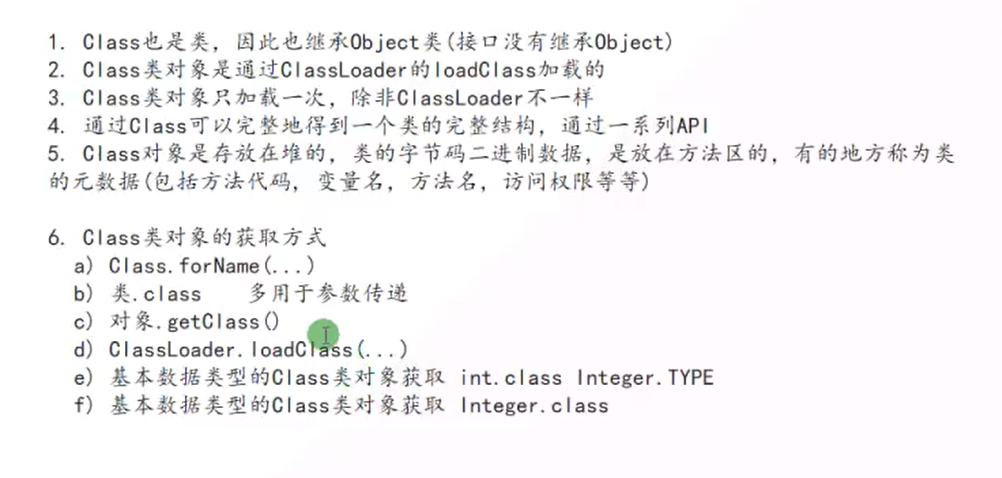 1. Class也是类，因此也继承Object类(接口没有继承Object)
2. Class类对象是通过ClassLoader的loadClass加载的
3. Class类对象只加载一次，除非ClassLoader不一样
4. 通过Class可以完整地得到一个类的完整结构，通过一系列API
5. Class对象是存放在堆的，类的字节码二进制数据，是放在方法区的，有的地方称为类
的元数据(包括方法代码，变量名，方法名，访问权限等等)
6. Class类对象的获取方式
a) Class.forName(...)
b) 类.class 多用于参数传递
c) 对象.getClass()
d) ClassLoader.loadClass(...)
e) 基本数据类型的Class类对象获取 int.class Integer.TYPE
f) 基本数据类型的Class类对象获取 Integer.class